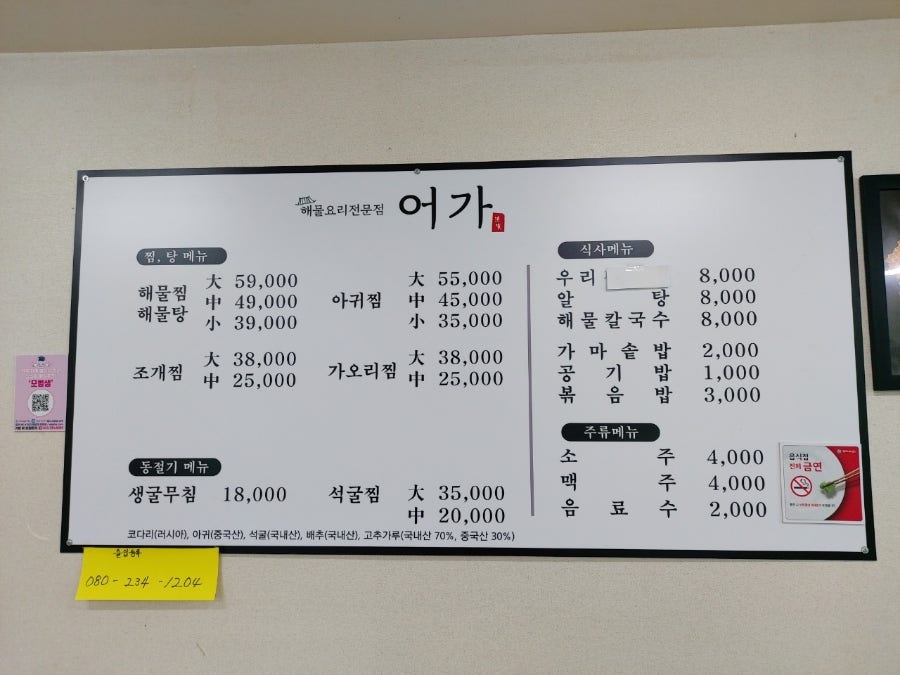 해물요리전문점 어가
찜, 탕 메뉴
해물찜
해물탕
大 59,000
中 49,000
小 39,000
아귀찜
大 55,000
中 45,000
小 35,000
조개찜
大 38,000
中 25,000
가오리찜
大 38,000
中 25,000
동절기 메뉴
생굴무침 18,000
석굴찜
大 35,000
中 20,000
코다리(러시아), 아귀(중국산), 석굴(국내산), 배추(국내산), 고추가루(국내산 70%, 중국산 30%)
식사메뉴
우리 8,000
알탕 8,000
해물칼국수 8,000
가마솥밥 2,000
공기밥 1,000
볶음밥 3,000
주류메뉴
소주 4,000
맥주 4,000
음료수 2,000
음식점
전체 금연
'모범생'
080-234-1204